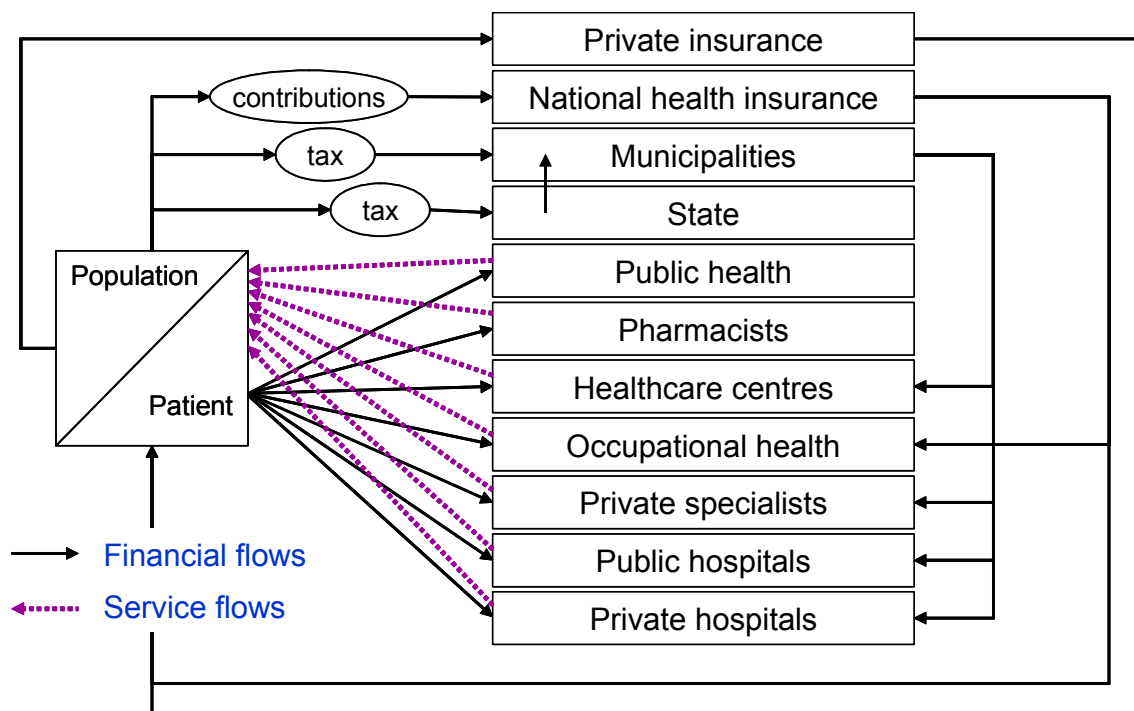 Private insurance
contributions
National health insurance
tax
Municipalities
tax
State
Population
Public health
Pharmacists
Patient
Healthcare centres
Occupational health
Private specialists
Financial flows
Public hospitals
Service flows
Private hospitals